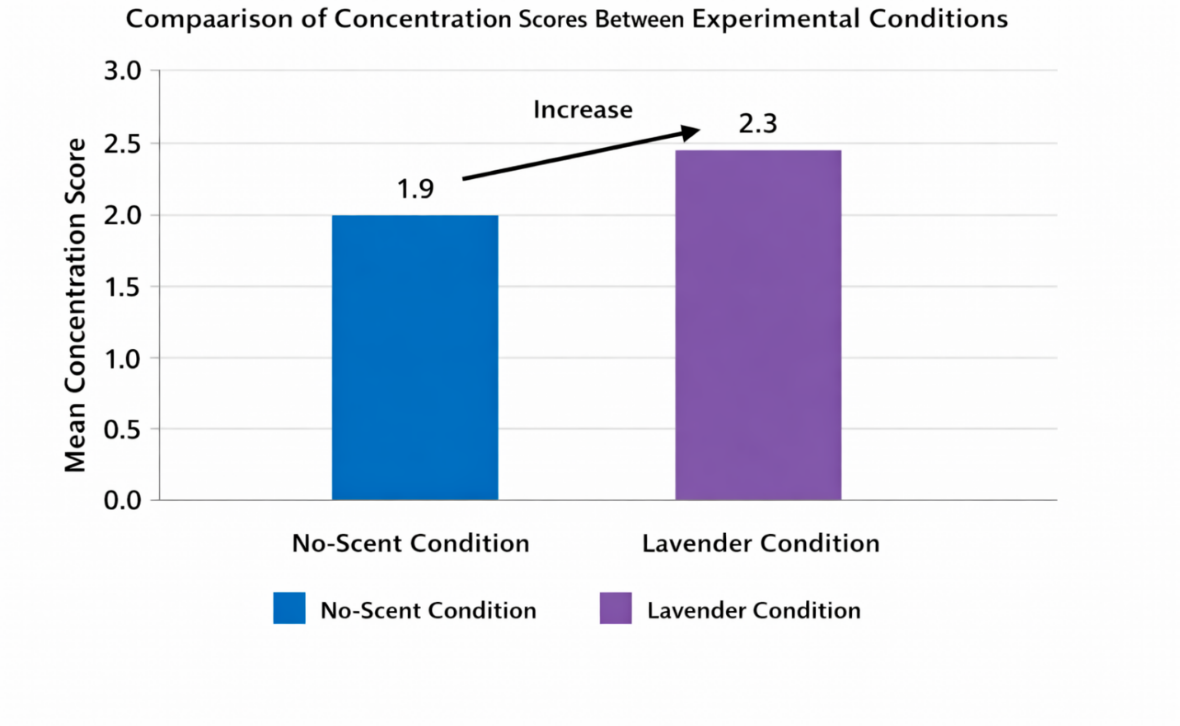 Compaarison of Concentration Scores Between Experimental Conditions
3.0
Increase
2.3
2.5
Mean Concentration Score
1.9
2.0
1.5
1.0
0.5
0.0
No-Scent Condition Lavender Condition
No-Scent Condition Lavender Condition